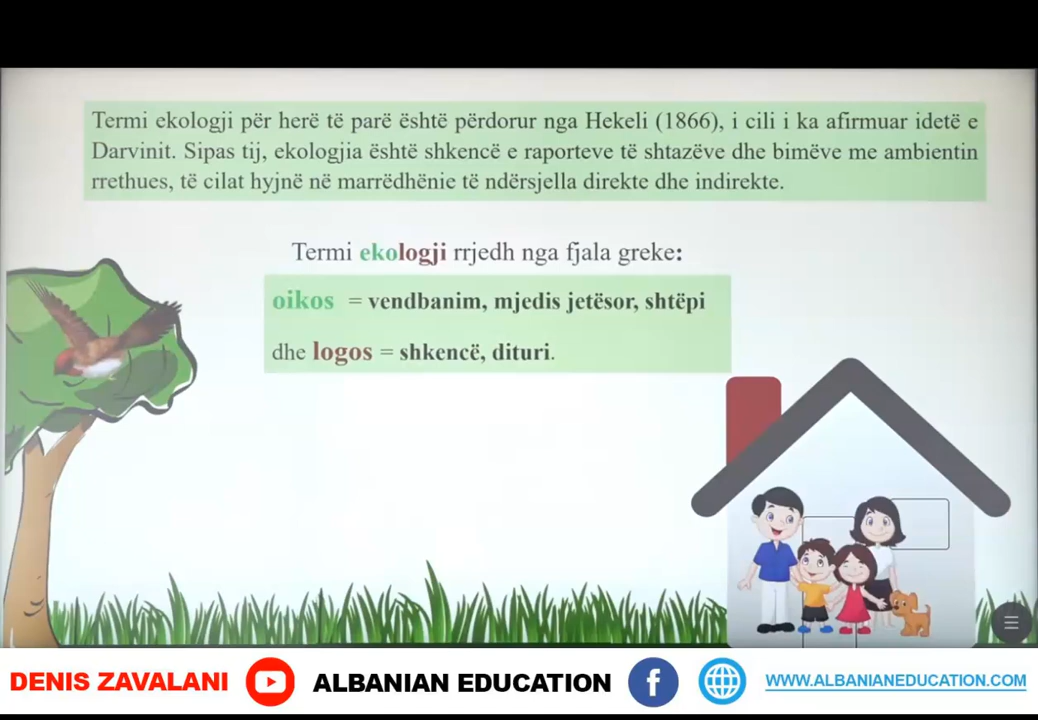 Termi ekologji për herë të parë është përdorur nga Hekeli (1866), i cili i ka afirmuar idetë e
Darvinit. Sipas tij, ekologjia është shkencë e raporteve të shtazëve dhe bimëve me ambientin
rrethues, të cilat hyjnë në marrëdhënie të ndërsjella direkte dhe indirekte.
Termi ekologji rrjedh nga fjala greke:
oikos = vendbanim, mjedis jetësor, shtëpi
dhe logos = shkencë, dituri.
DENIS ZAVALANI ALBANIAN EDUCATION WWW.ALBANIANEDUCATION.COM